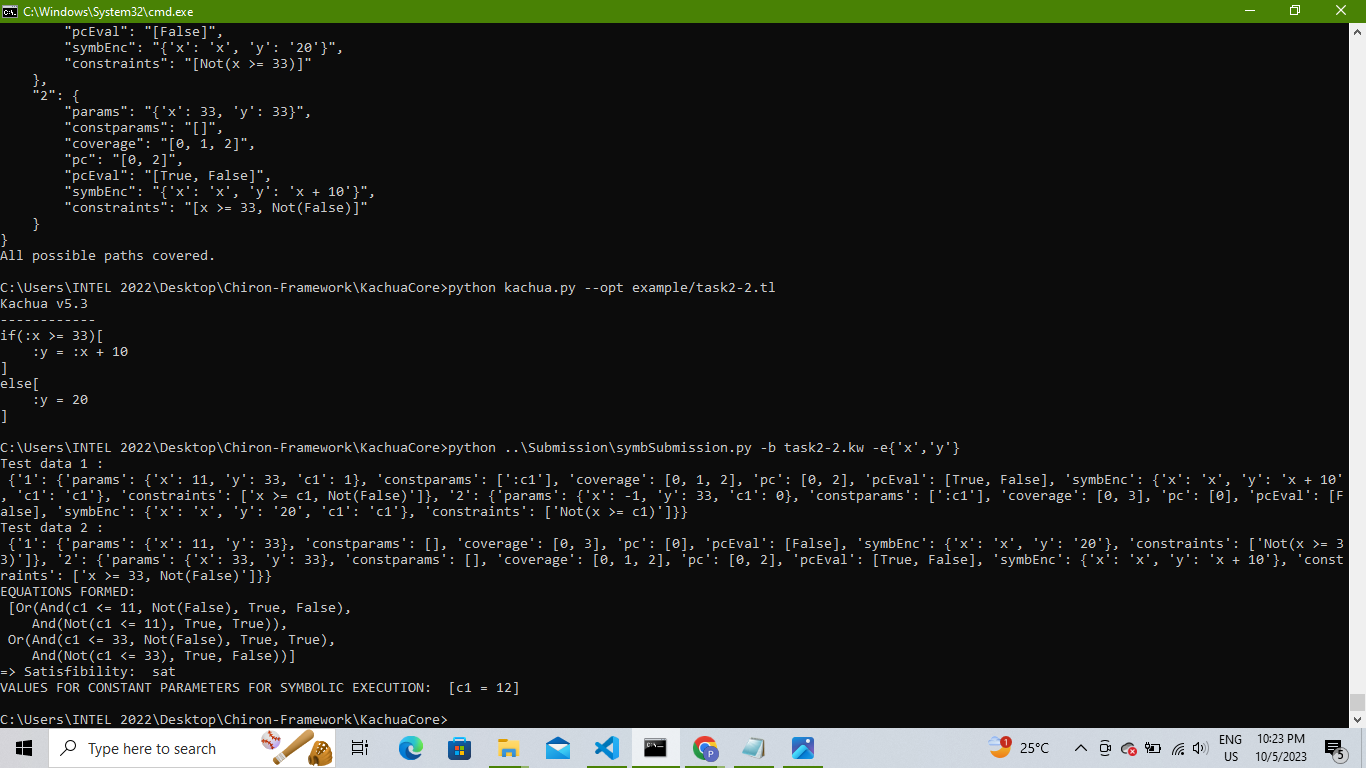 C:\Windows\System32\cmd.exe
"pcEval": "[False]",
"symbEnc": "{'x': 'x', 'y': '20'}",
"constraints": "[Not(x >= 33)]"
},
"2": {
"params": "{'x': 33, 'y': 33}",
"constparams": "[]",
"coverage": "[0, 1, 2]",
"pc": "[0, 2]",
"pcEval": "[True, False]",
"symbEnc": "{'x': 'x', 'y': 'x + 10'}",
"constraints": "[x >= 33, Not(False)]"
}
}
All possible paths covered.
C:\Users\INTEL 2022\Desktop\Chiron-Framework\KachuaCore>python kachua.py --opt example/task2-2.tl
Kachua v5.3
------------
if(:x >= 33)[
:y = :x + 10
]
else[
:y = 20
]
C:\Users\INTEL 2022\Desktop\Chiron-Framework\KachuaCore>python ..\Submission\symbSubmission.py -b task2-2.kw -e{'x','y'}
Test data 1 :
{'1': {'params': {'x': 11, 'y': 33, 'c1': 1}, 'constparams': [':c1'], 'coverage': [0, 1, 2], 'pc': [0, 2], 'pcEval': [True, False], 'symbEnc': {'x': 'x', 'y': 'x + 10'
, 'c1': 'c1'}, 'constraints': ['x >= c1, Not(False)']}, '2': {'params': {'x': -1, 'y': 33, 'c1': 0}, 'constparams': [':c1'], 'coverage': [0, 3], 'pc': [0], 'pcEval': [F
alse], 'symbEnc': {'x': 'x', 'y': '20', 'c1': 'c1'}, 'constraints': ['Not(x >= c1)']}}
Test data 2 :
{'1': {'params': {'x': 11, 'y': 33}, 'constparams': [], 'coverage': [0, 3], 'pc': [0], 'pcEval': [False], 'symbEnc': {'x': 'x', 'y': '20'}, 'constraints': ['Not(x >= 3
3)']}, '2': {'params': {'x': 33, 'y': 33}, 'constparams': [], 'coverage': [0, 1, 2], 'pc': [0, 2], 'pcEval': [True, False], 'symbEnc': {'x': 'x', 'y': 'x + 10'}, 'const
raints': ['x >= 33, Not(False)']}}
EQUATIONS FORMED:
[Or(And(c1 <= 11, Not(False), True, False),
And(Not(c1 <= 11), True, True)),
Or(And(c1 <= 33, Not(False), True, True),
And(Not(c1 <= 33), True, False))]
=> Satisfibility:  sat
VALUES FOR CONSTANT PARAMETERS FOR SYMBOLIC EXECUTION:  [c1 = 12]
C:\Users\INTEL 2022\Desktop\Chiron-Framework\KachuaCore>
Type here to search
1
25°C
ENG
US
10:23 PM
10/5/2023
5